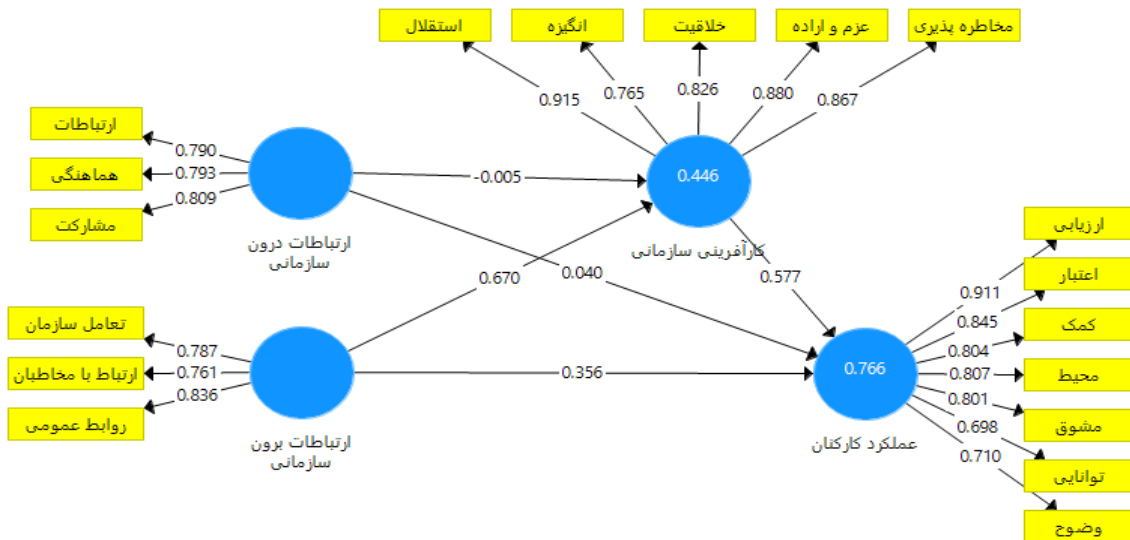 استقلال
انگیزه
خلاقیت
عزم و اراده
مخاطره پذیری
0.915
0.765
0.826
0.880
0.867
ارتباطات
هماهنگی
مشارکت
0.790
0.793
0.809
ارتباطات درون
سازمانی
-0.005
0.446
کارآفرینی سازمانی
0.670
0.040
0.577
تعامل سازمان
ارتباط با مخاطبان
روابط عمومی
0.787
0.761
0.836
ارتباطات برون
سازمانی
0.356
0.766
عملکرد کارکنان
0.911
0.845
0.804
0.807
0.801
0.698
0.710
ارزیابی
اعتبار
کمک
محیط
مشوق
توانایی
وضوح